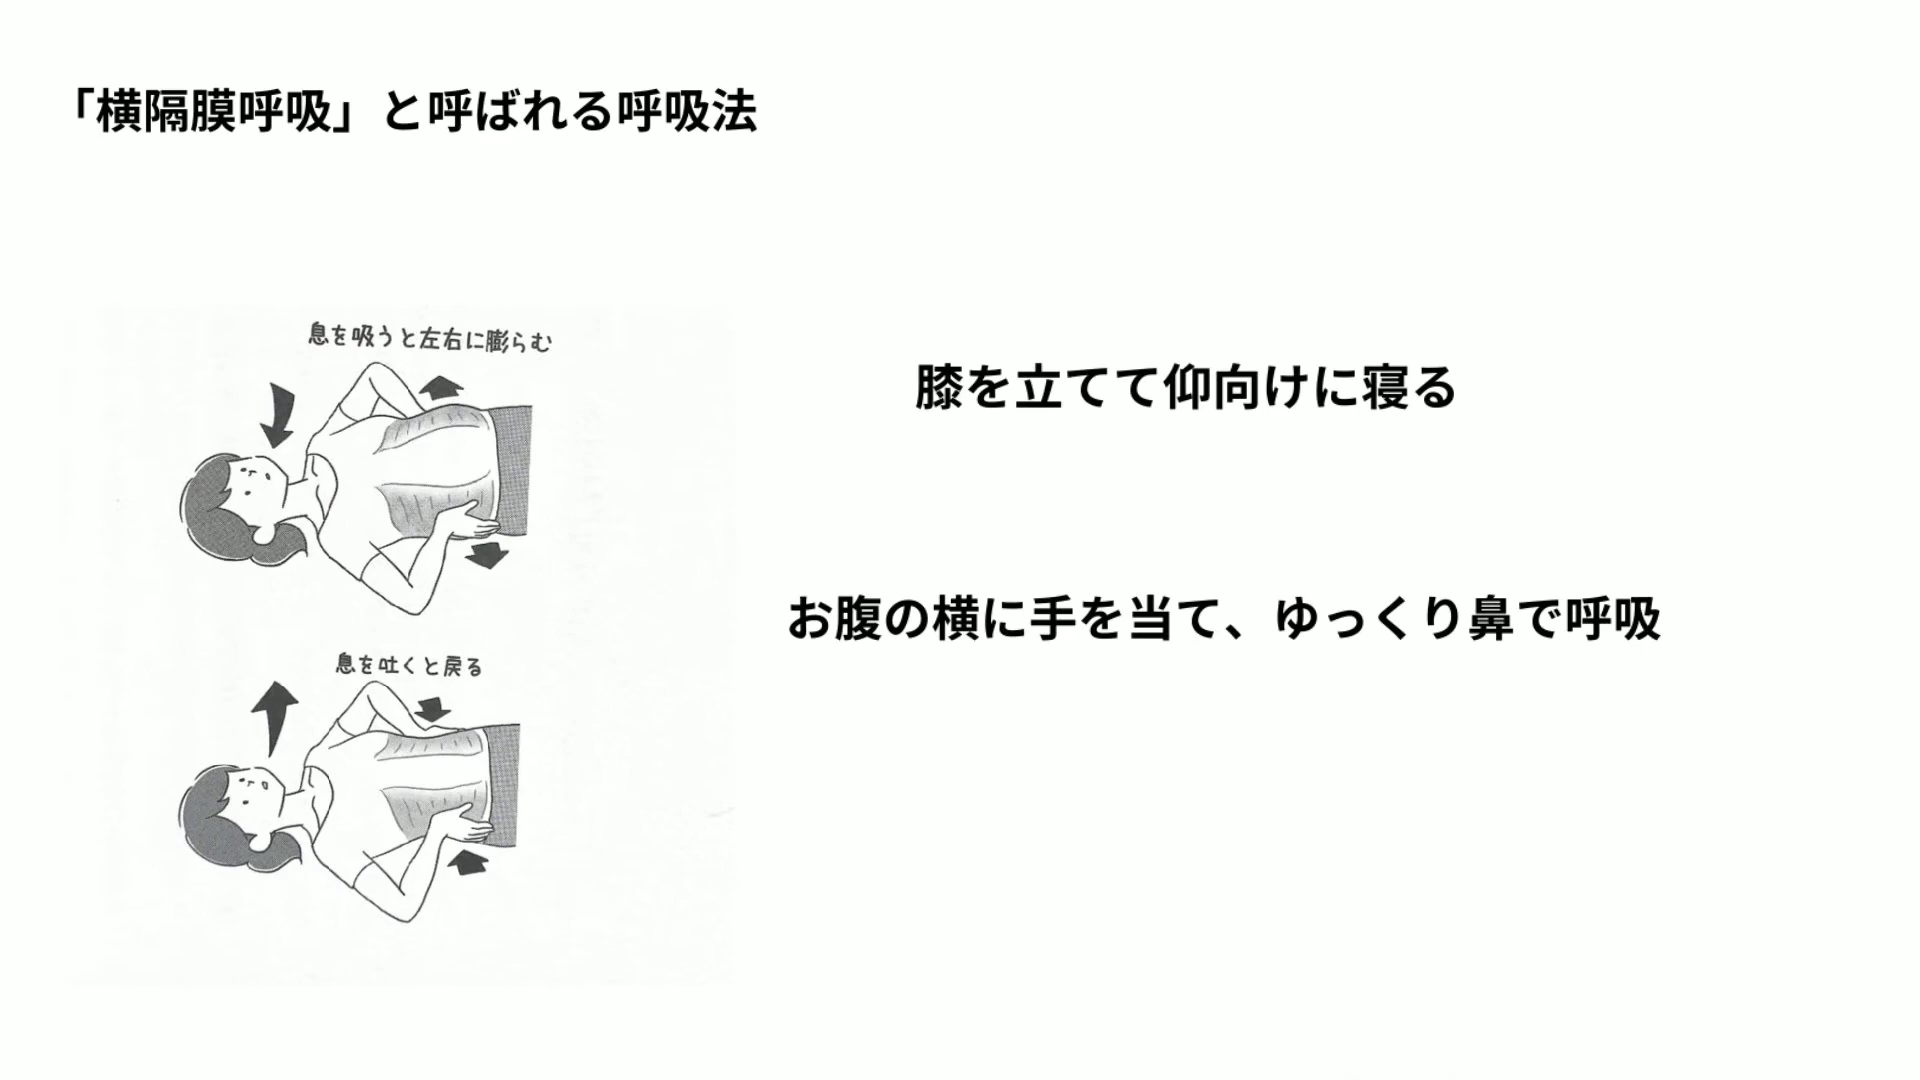 「横隔膜呼吸」と呼ばれる呼吸法
息を吸うと左右に膨らむ
膝を立てて仰向けに寝る
お腹の横に手を当て、ゆっくり鼻で呼吸
息を吐くと戻る